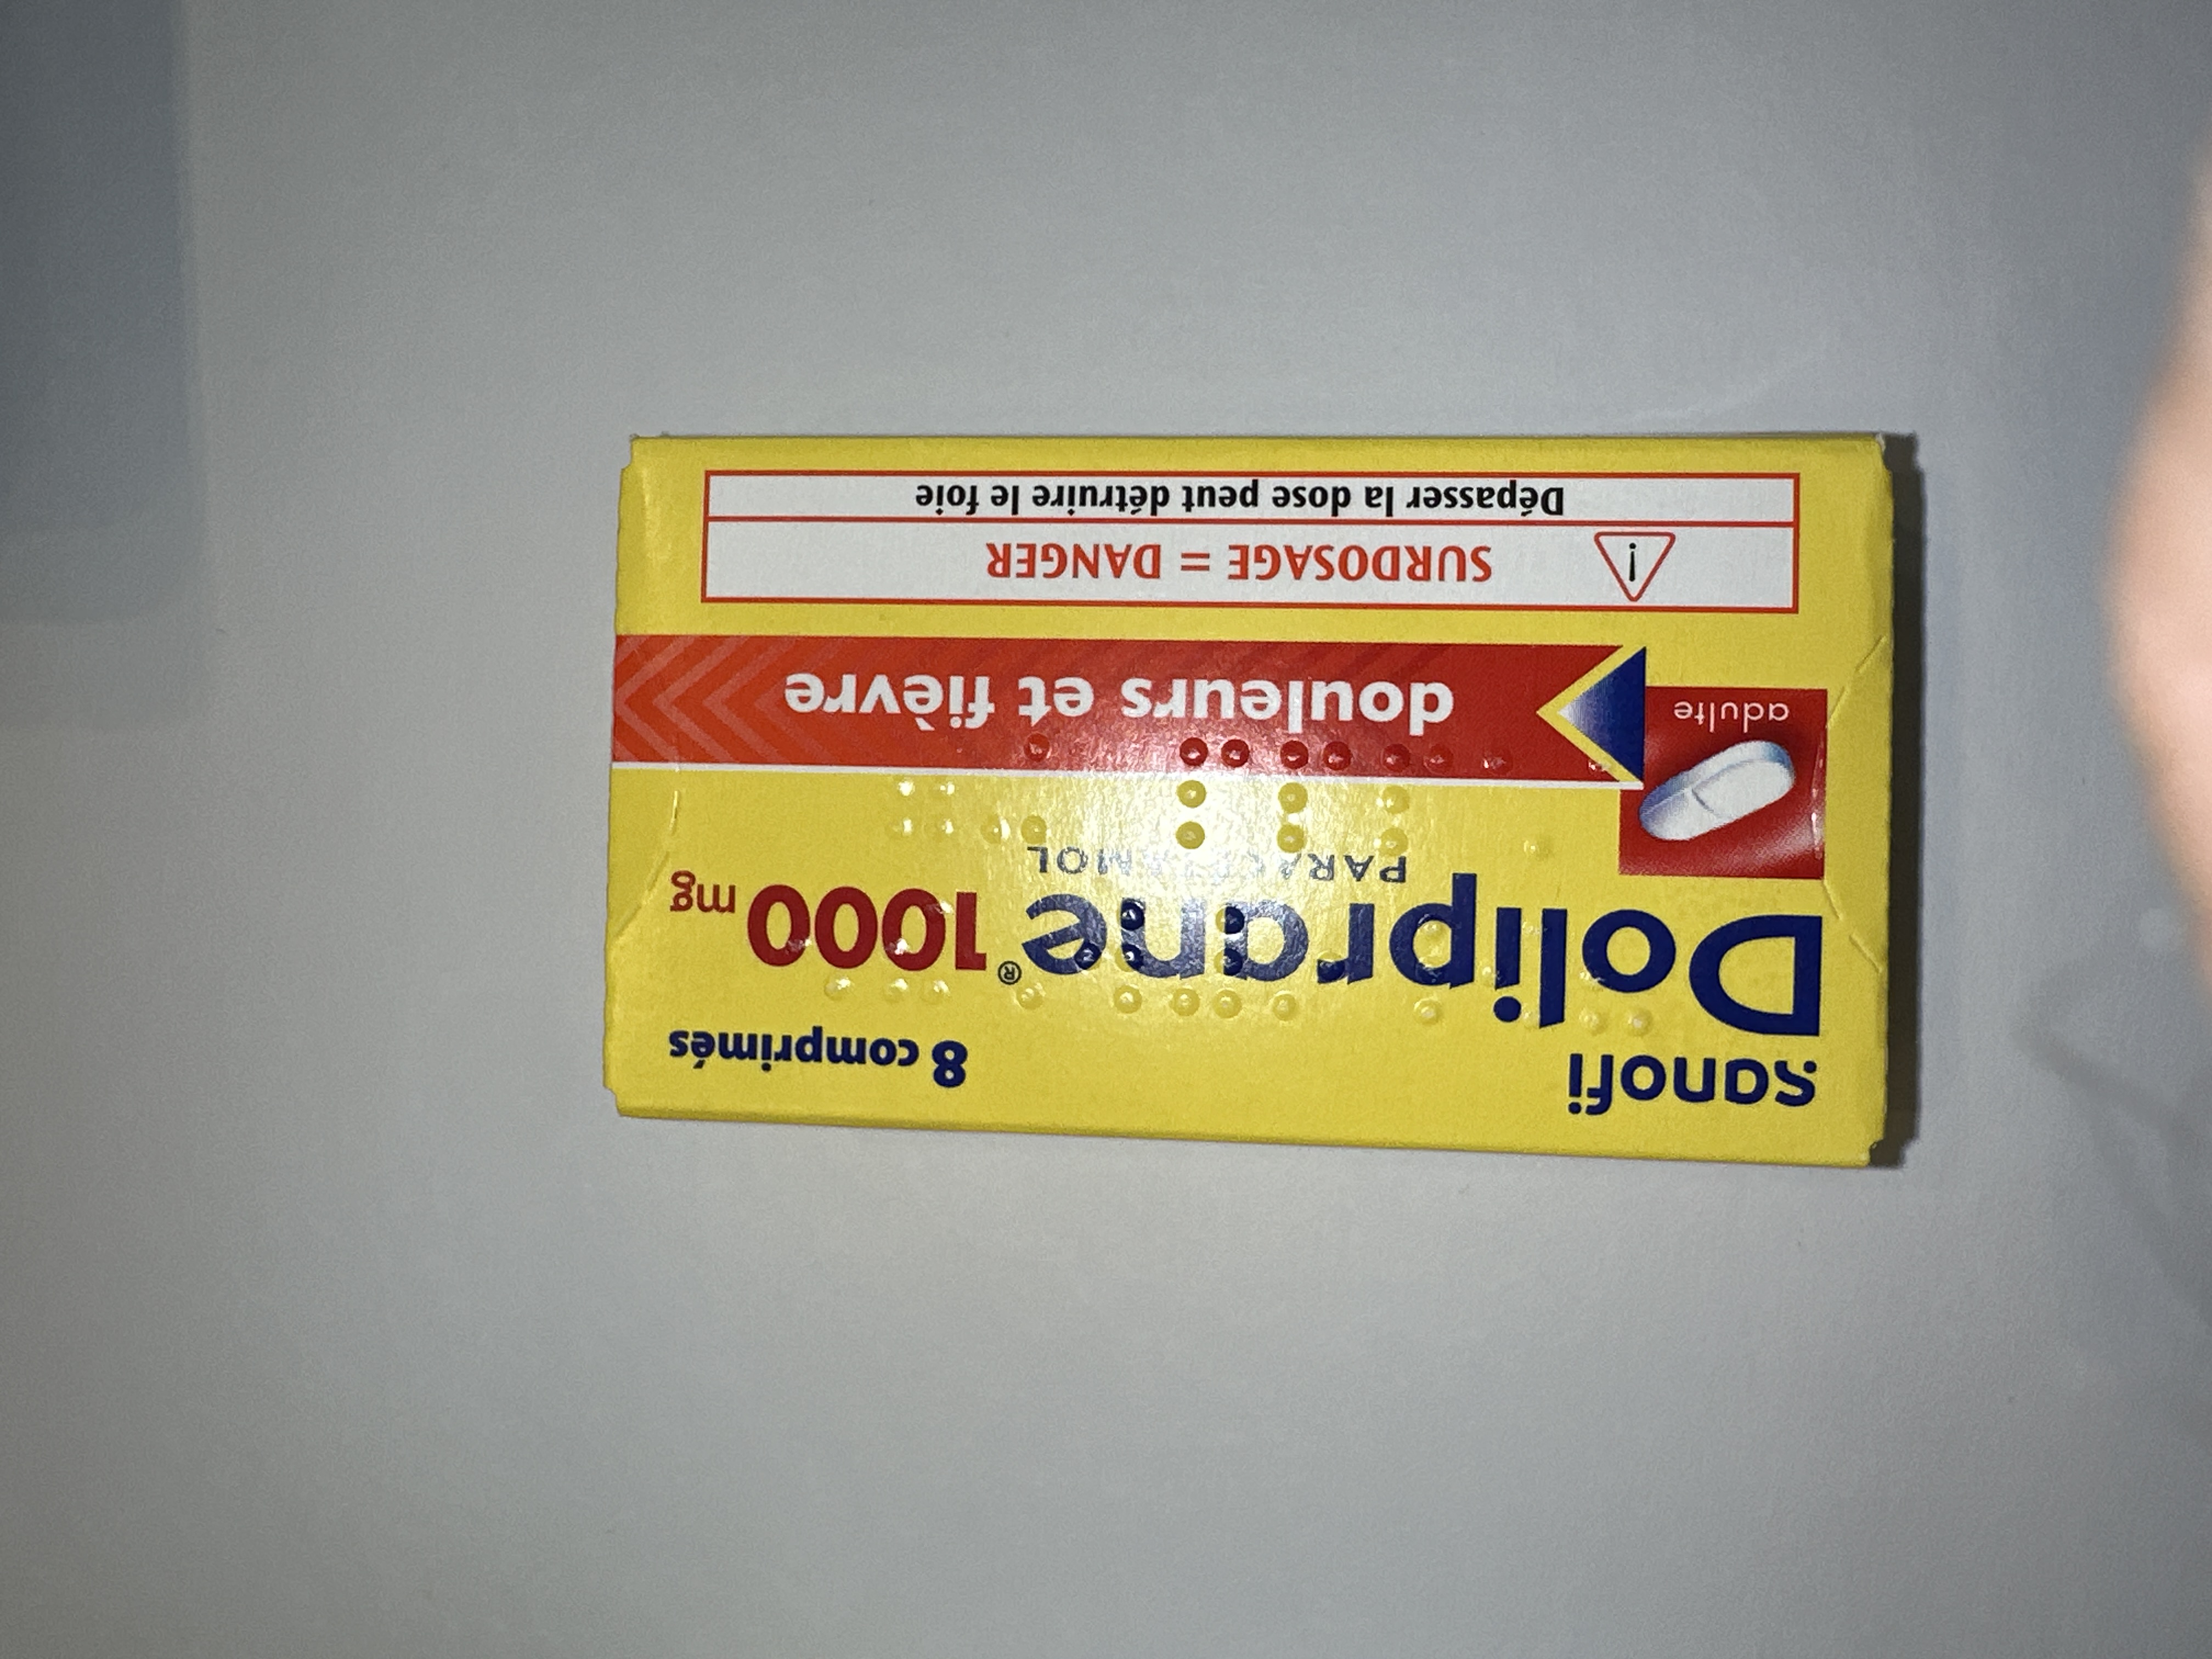 sanofi
8 comprimés
Doliprane® 1000 mg
PARACÉTAMOL
adulte
douleurs et fièvre
SURDOSAGE = DANGER
Dépasser la dose peut détruire le foie